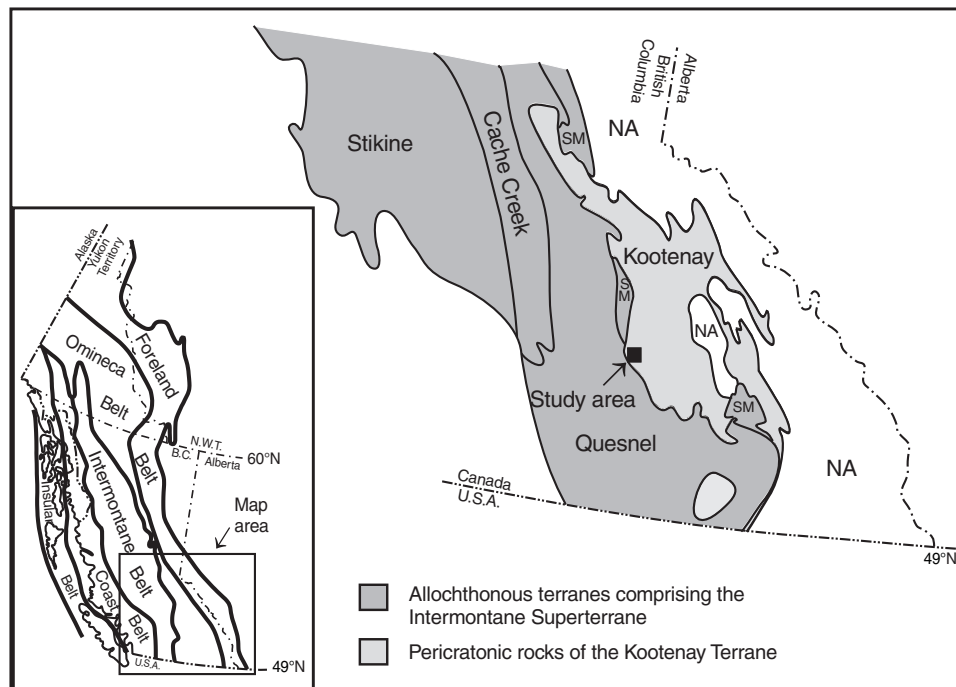 Alberta
British
Columbia
NA
SM
Stikine
Cache Creek
Kootenay
S
M
NA
Study area
SM
Quesnel
NA
Canada
U.S.A.
49°N
Alaska
Yukon
Territory
Foreland
Belt
Omineca
Belt
N.W.T.
B.C.
Alberta
60°N
Intermontane
Belt
Insular
Belt
Coast
Belt
Map
area
U.S.A.
49°N
Allochthonous terranes comprising the
Intermontane Superterrane
Pericratonic rocks of the Kootenay Terrane